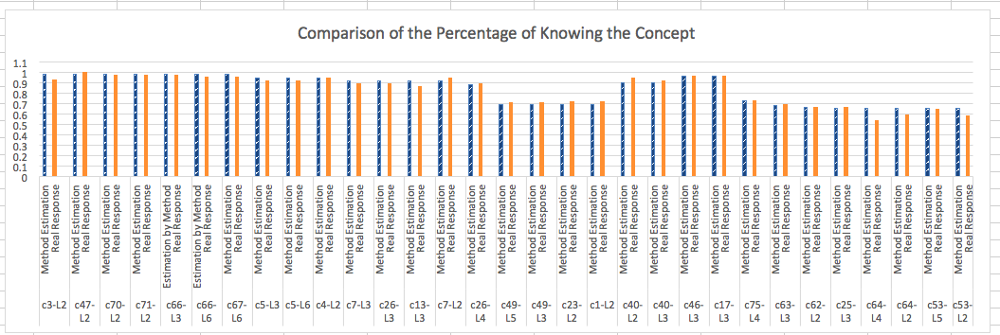 Comparison of the Percentage of Knowing the Concept
1.1
1
0.9
0.8
0.7
0.6
0.5
0.4
0.3
0.2
0.1
0
Method Estimation
Real Response
Method Estimation
Real Response
Method Estimation
Real Response
Method Estimation
Real Response
Estimation by Method
Real Response
Estimation by Method
Real Response
Method Estimation
Real Response
Method Estimation
Real Response
Method Estimation
Real Response
Method Estimation
Real Response
Method Estimation
Real Response
Method Estimation
Real Response
Method Estimation
Real Response
Method Estimation
Real Response
Method Estimation
Real Response
Method Estimation
Real Response
Method Estimation
Real Response
Method Estimation
Real Response
Method Estimation
Real Response
Method Estimation
Real Response
Method Estimation
Real Response
Method Estimation
Real Response
Method Estimation
Real Response
Method Estimation
Real Response
Method Estimation
Real Response
Method Estimation
Real Response
Method Estimation
Real Response
Method Estimation
Real Response
Method Estimation
Real Response
Method Estimation
Real Response
Method Estimation
Real Response
c3-L2
c47-
L2
c70-
L2
c71-
L2
c66-
L3
c66-
L6
c67-
L6
c5-L3
c5-L6
c4-L2
c7-L3
c26-
L3
c13-
L3
c7-L2
c26-
L4
c49-
L5
c49-
L3
c23-
L2
c1-L2
c40-
L2
c40-
L3
c46-
L3
c17-
L3
c75-
L4
c63-
L3
c62-
L2
c25-
L3
c64-
L4
c64-
L2
c53-
L5
c53-
L2